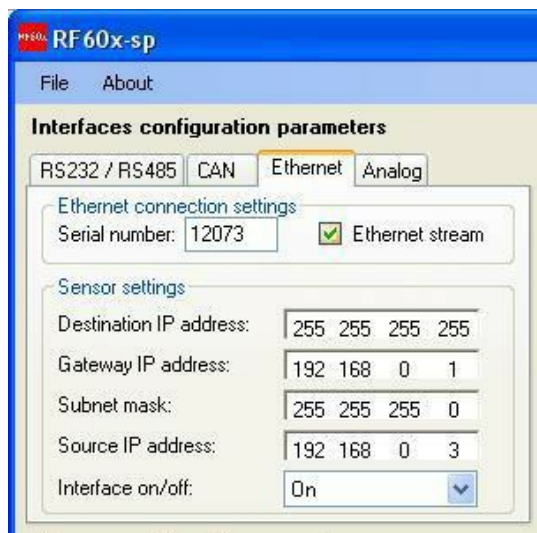 RF60x RF60x-sp
File About
Interfaces configuration parameters
RS232 / RS485 CAN Ethernet Analog
Ethernet connection settings
Serial number: 12073 Ethernet stream
Sensor settings
Destination IP address: 255 255 255 255
Gateway IP address: 192 168 0 1
Subnet mask: 255 255 255 0
Source IP address: 192 168 0 3
Interface on/off: On